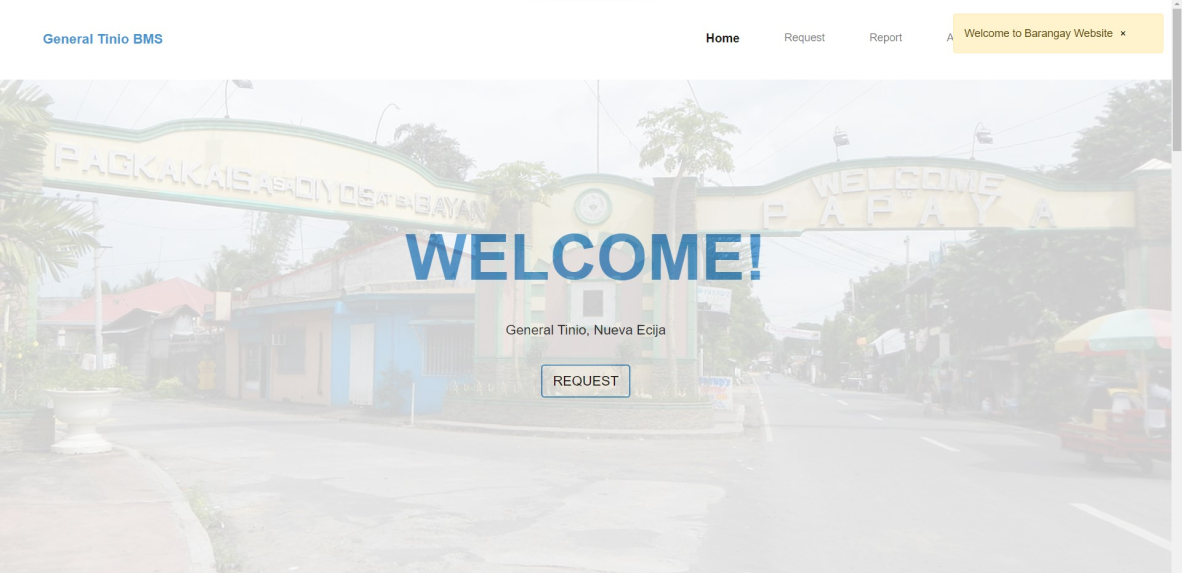 General Tinio BMS
Home
Request
Report
A
Welcome to Barangay Website ×
PAGKAKAISA SA DIYOS AT SA BAYAN
WELCOME
PAPAYA
WELCOME!
General Tinio, Nueva Ecija
REQUEST